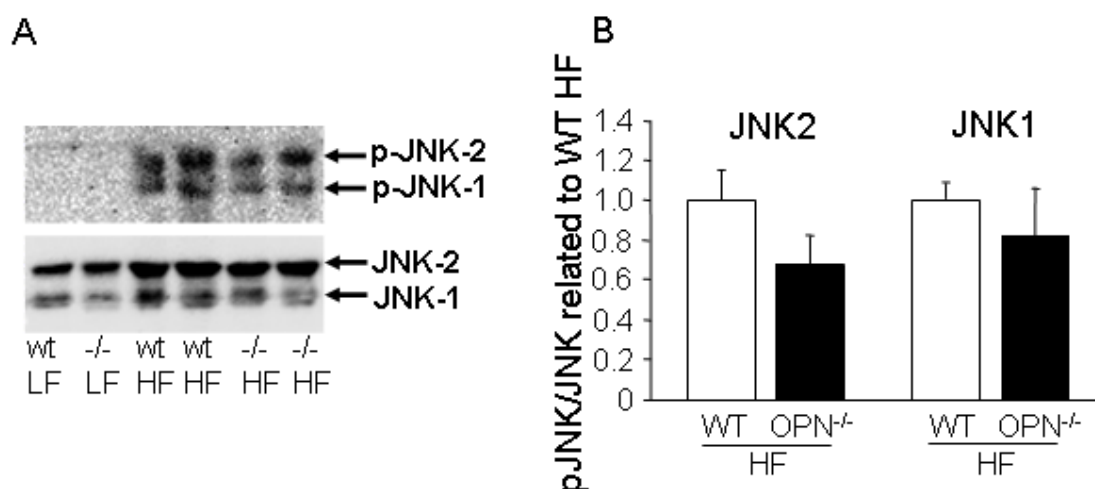 A
p-JNK-2
p-JNK-1
JNK-2
JNK-1
wt -/- wt wt -/- -/-
LF LF HF HF HF HF
B
pJNK/JNK related to WT HF
JNK2 JNK1
1.4
1.2
1.0
0.8
0.6
0.4
0.2
0
WT OPN-/- WT OPN-/-
HF HF